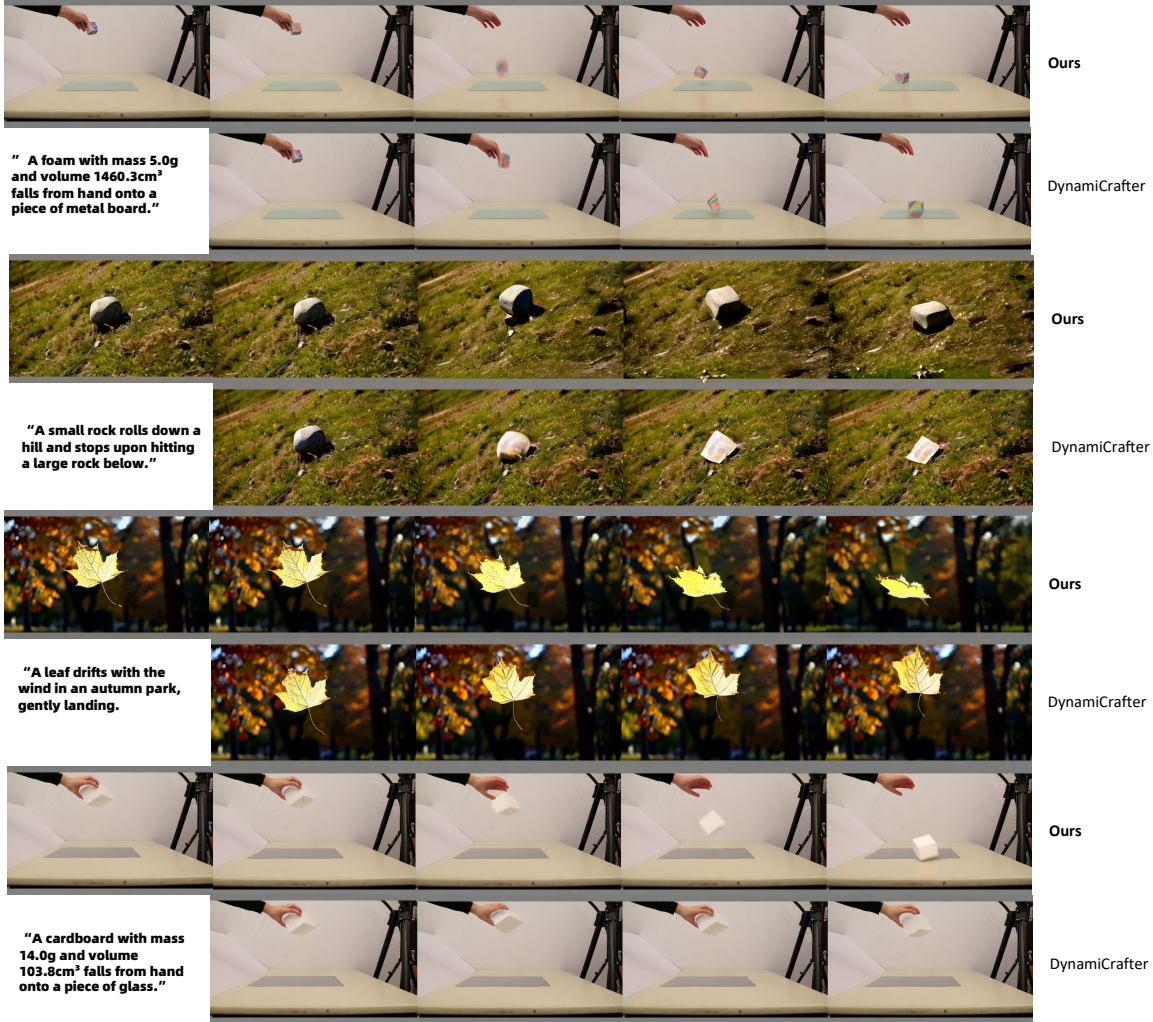 Ours
” A foam with mass 5.0g
and volume 1460.3cm³
falls from hand onto a
piece of metal board.”
DynamiCrafter
Ours
“A small rock rolls down a
hill and stops upon hitting
a large rock below.”
DynamiCrafter
Ours
“A leaf drifts with the
wind in an autumn park,
gently landing.
DynamiCrafter
Ours
“A cardboard with mass
14.0g and volume
103.8cm³ falls from hand
onto a piece of glass.”
DynamiCrafter